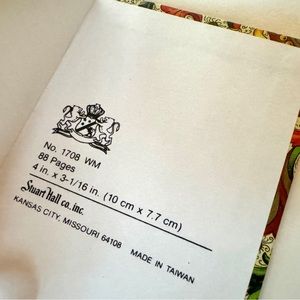 No. 1708 WM
88 Pages
4 in. x 3-1/16 in. (10 cm x 7.7 cm)
Stuart Hall co. inc.
KANSAS CITY, MISSOURI 64108 MADE IN TAIWAN